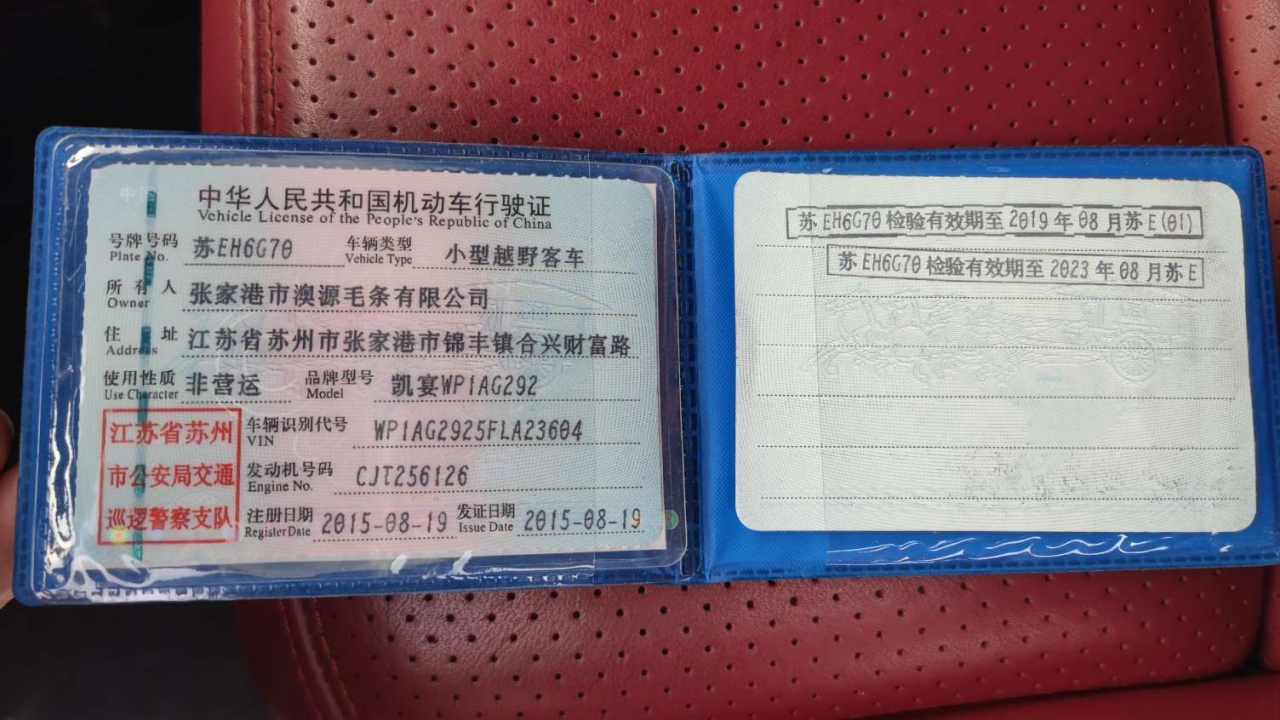 中华人民共和国机动车行驶证
Vehicle License of the People's Republic of China
号牌号码 苏EH6G70 车辆类型 小型越野客车
Plate No. Vehicle Type
所有人 张家港市澳源毛条有限公司
Owner
住址 江苏省苏州市张家港市锦丰镇合兴财富路
Address
使用性质 非营运 品牌型号 凯宴WP1AG292
Use Character Model
江苏省苏州
市公安局交通
巡逻警察支队
车辆识别代号 WP1AG2925FLA23604
VIN
发动机号码 CJT256126
Engine No.
注册日期 2015-08-19 发证日期 2015-08-19
Register Date Issue Date
苏EH6G70检验有效期至2019年08月苏E(01)
苏EH6G70检验有效期至2023年08月苏E